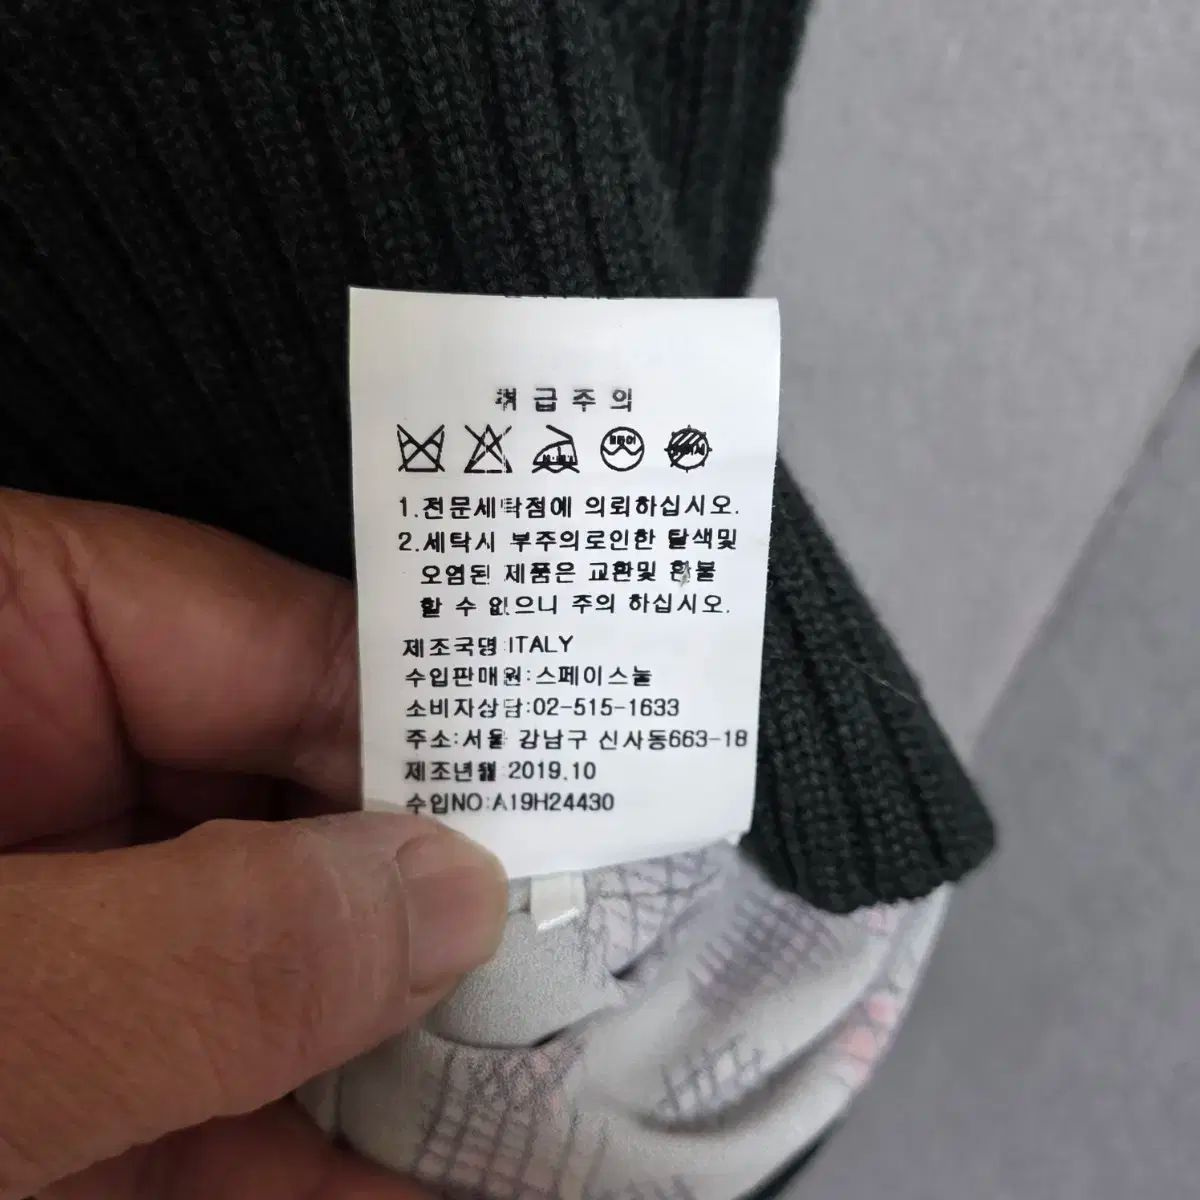 취급주의
드라이
1.전문세탁점에 의뢰하십시오.
2.세탁시 부주의로인한 탈색및
오염된 제품은 교환및 환불
할 수 없으니 주의 하십시오.
제조국명:ITALY
수입판매원:스페이스눌
소비자상담:02-515-1633
주소:서울 강남구 신사동663-18
제조년월:2019.10
수입NO:A19H24430